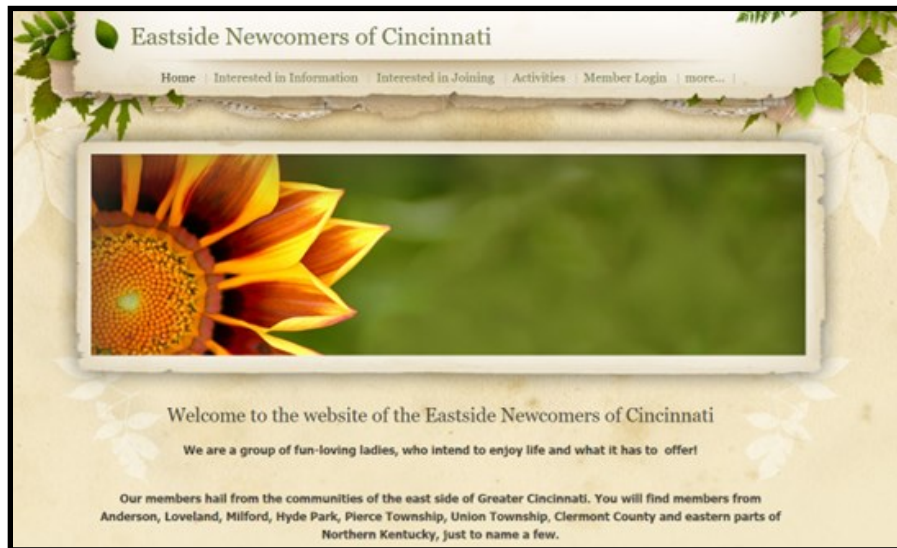 Eastside Newcomers of Cincinnati
Home | Interested in Information | Interested in Joining | Activities | Member Login | more... |
Welcome to the website of the Eastside Newcomers of Cincinnati
We are a group of fun-loving ladies, who intend to enjoy life and what it has to offer!
Our members hail from the communities of the east side of Greater Cincinnati. You will find members from
Anderson, Loveland, Milford, Hyde Park, Pierce Township, Union Township, Clermont County and eastern parts of
Northern Kentucky, just to name a few.